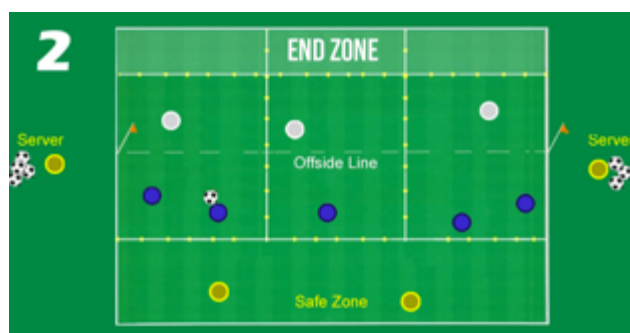 2
END ZONE
Server
Server
Offside Line
Safe Zone